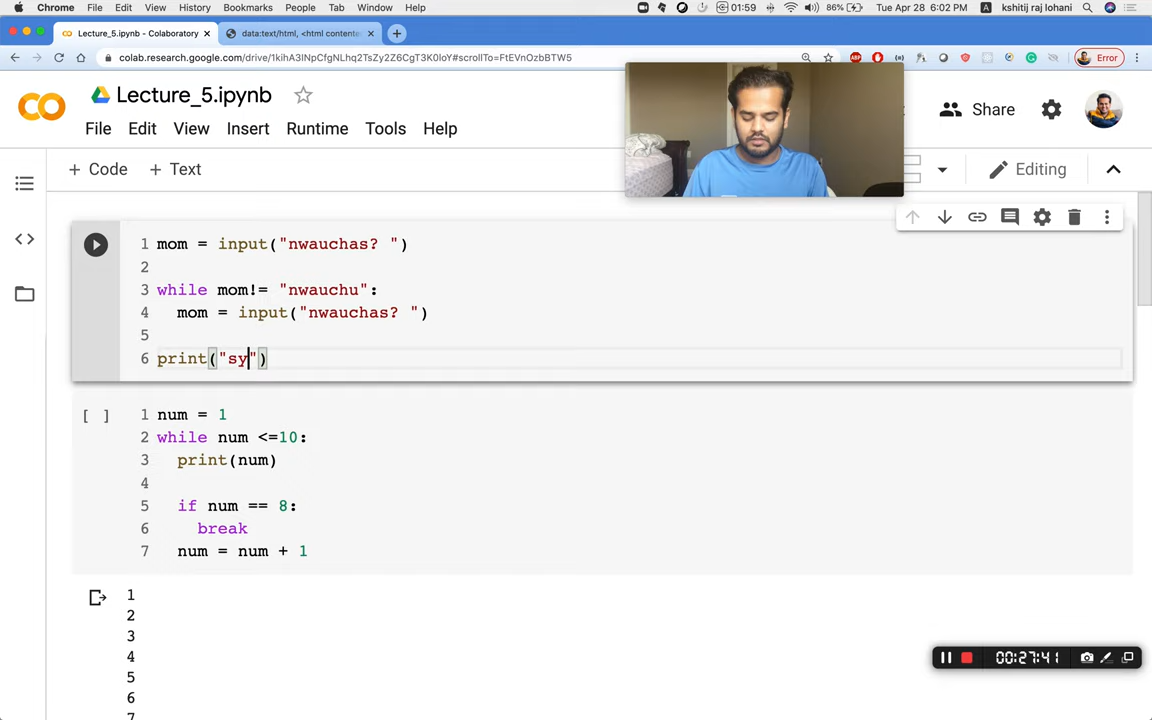 Chrome File Edit View History Bookmarks People Tab Window Help 01:59 86% Tue Apr 28 6:02 PM kshitij raj lohani
Lecture_5.ipynb - Colaboratory data:text/html, <html contente
colab.research.google.com/drive/1kihA3lNpCfgNLhq2TsZy2Z6CgT3K0loY#scrollTo=FtEVnOzbBTW5 Error
Lecture_5.ipynb Share
File Edit View Insert Runtime Tools Help
+ Code + Text Editing
1 mom = input("nwauchas? ")
2
3 while mom!= "nwauchu":
4 mom = input("nwauchas? ")
5
6 print("sy")
[ ] 1 num = 1
2 while num <=10:
3 print(num)
4
5 if num == 8:
6 break
7 num = num + 1
1
2
3
4
5
6
7
00:27:41